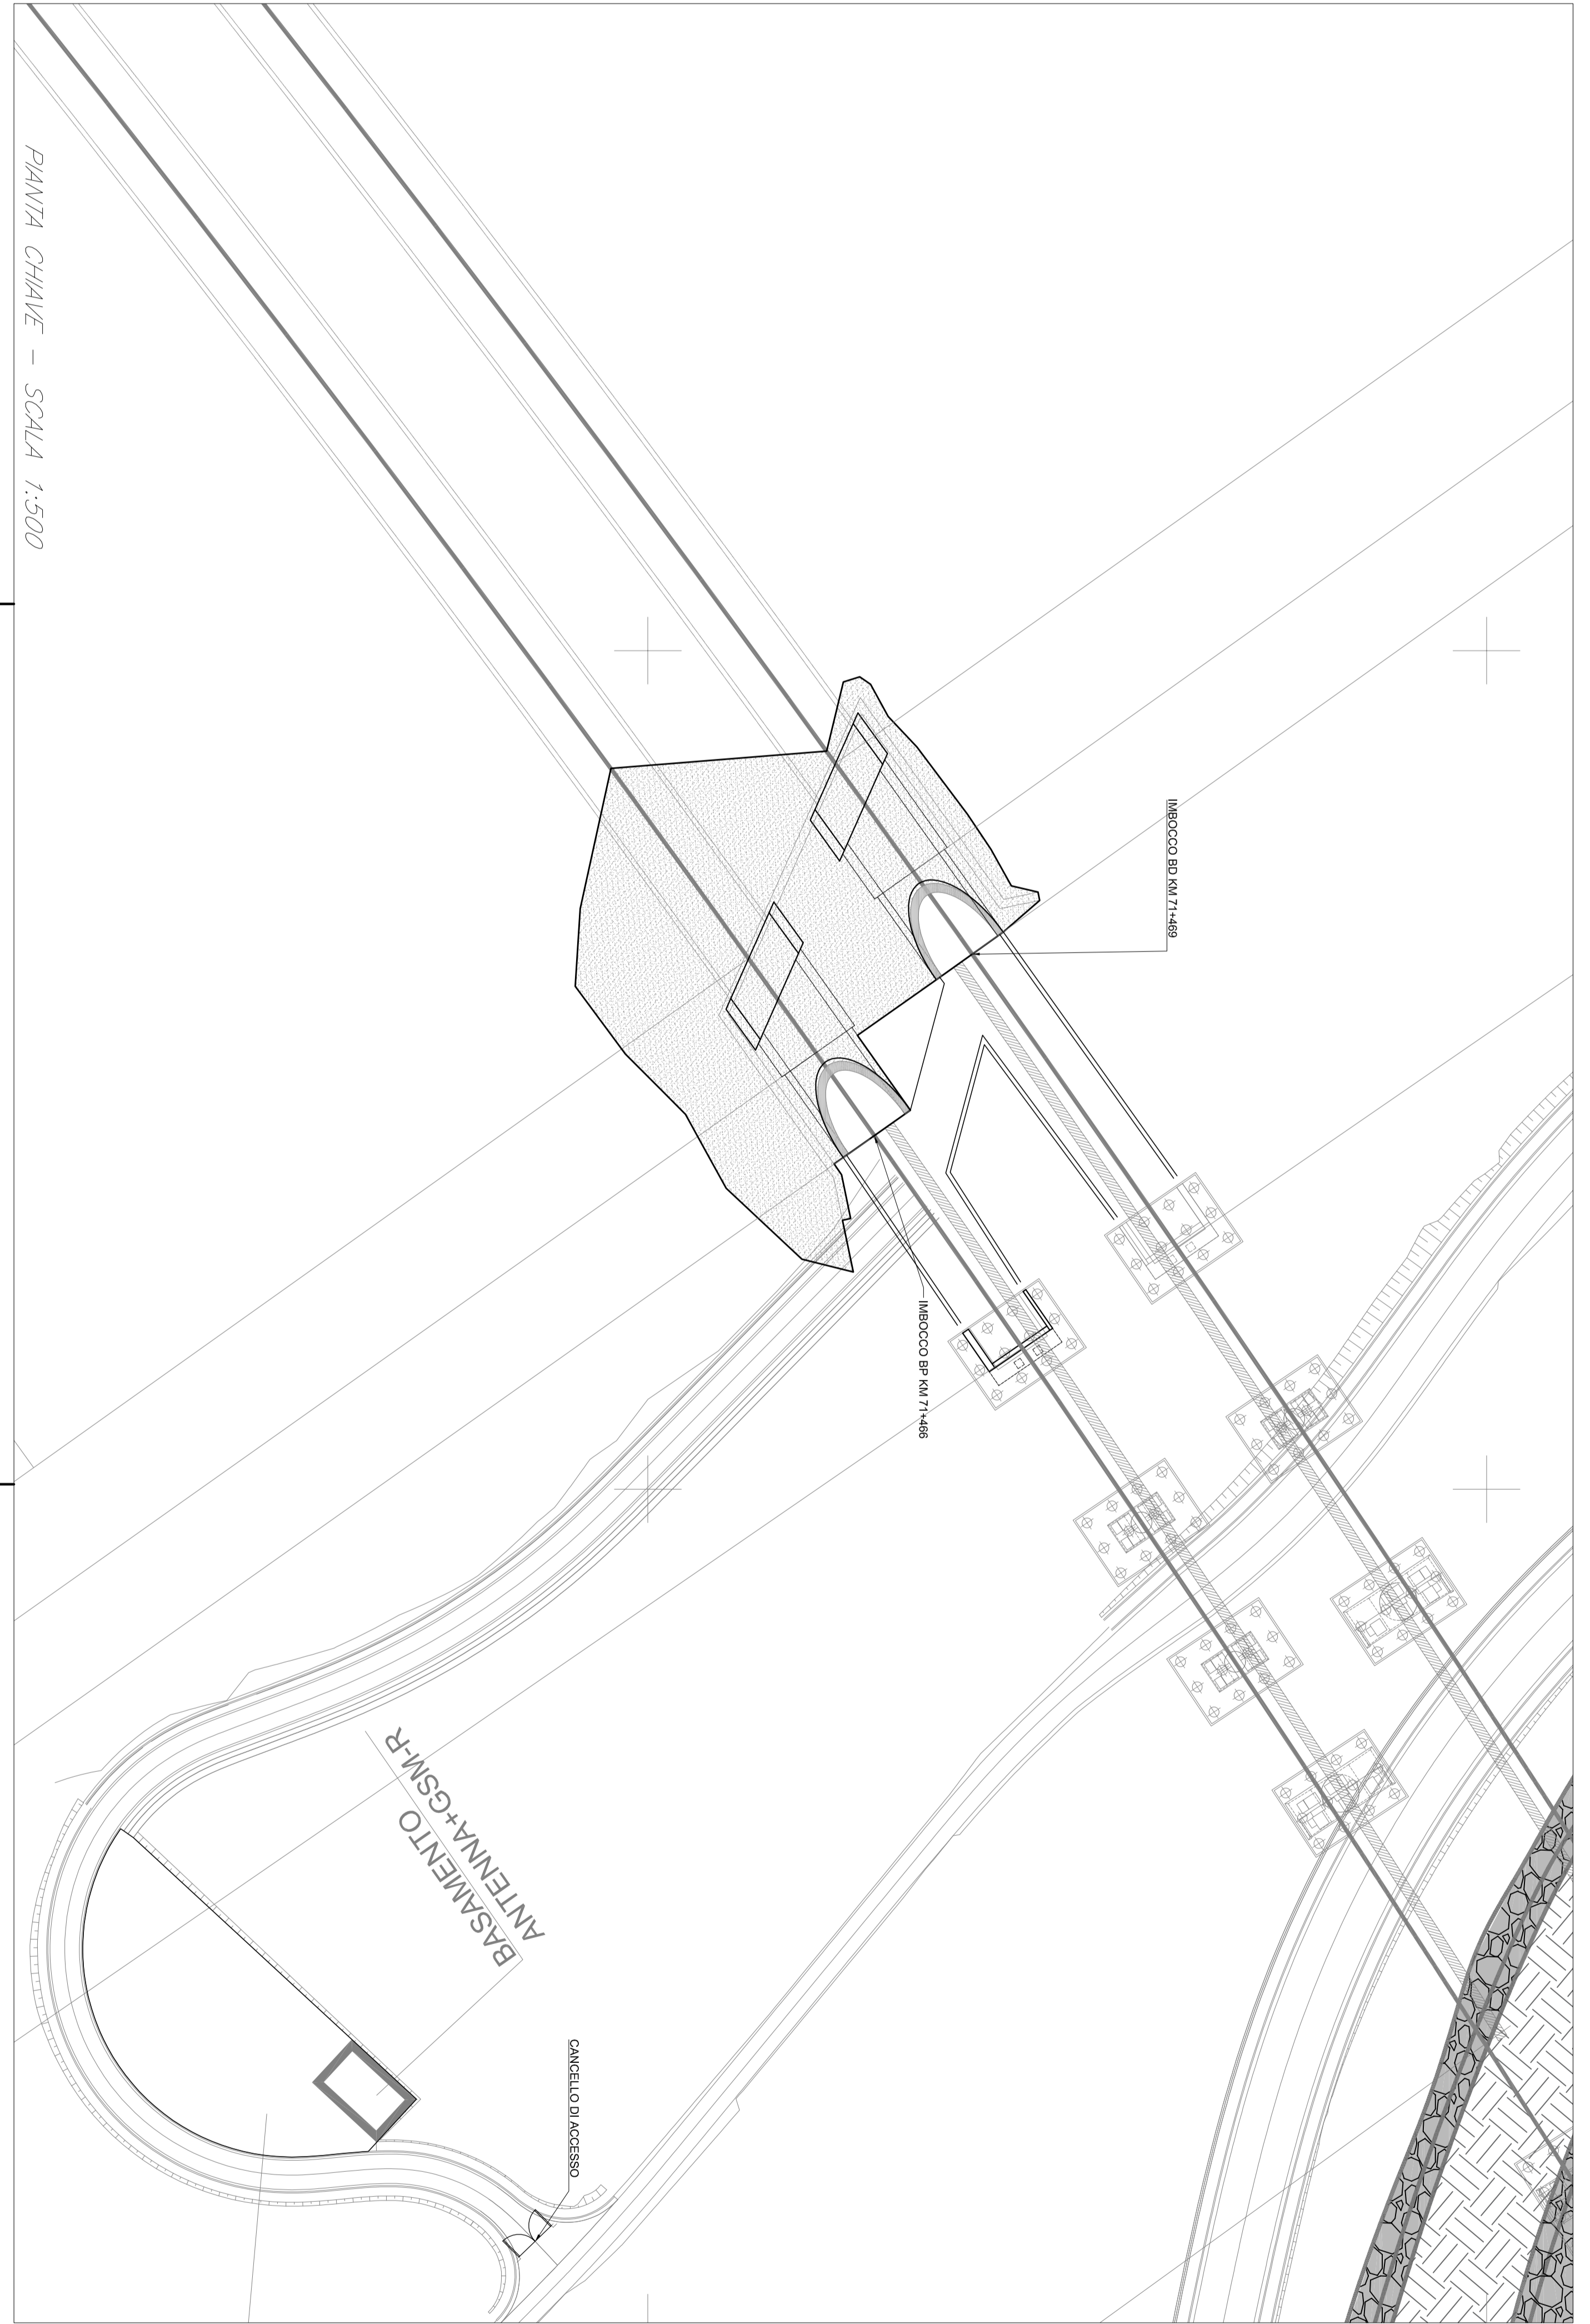 IMBOCCO BD KM 71+469
IMBOCCO BP KM 71+466
BASAMENTO
ANTENNA+GSM-R
CANCELLO DI ACCESSO
PIANTA CHIAVE - SCALA 1:500